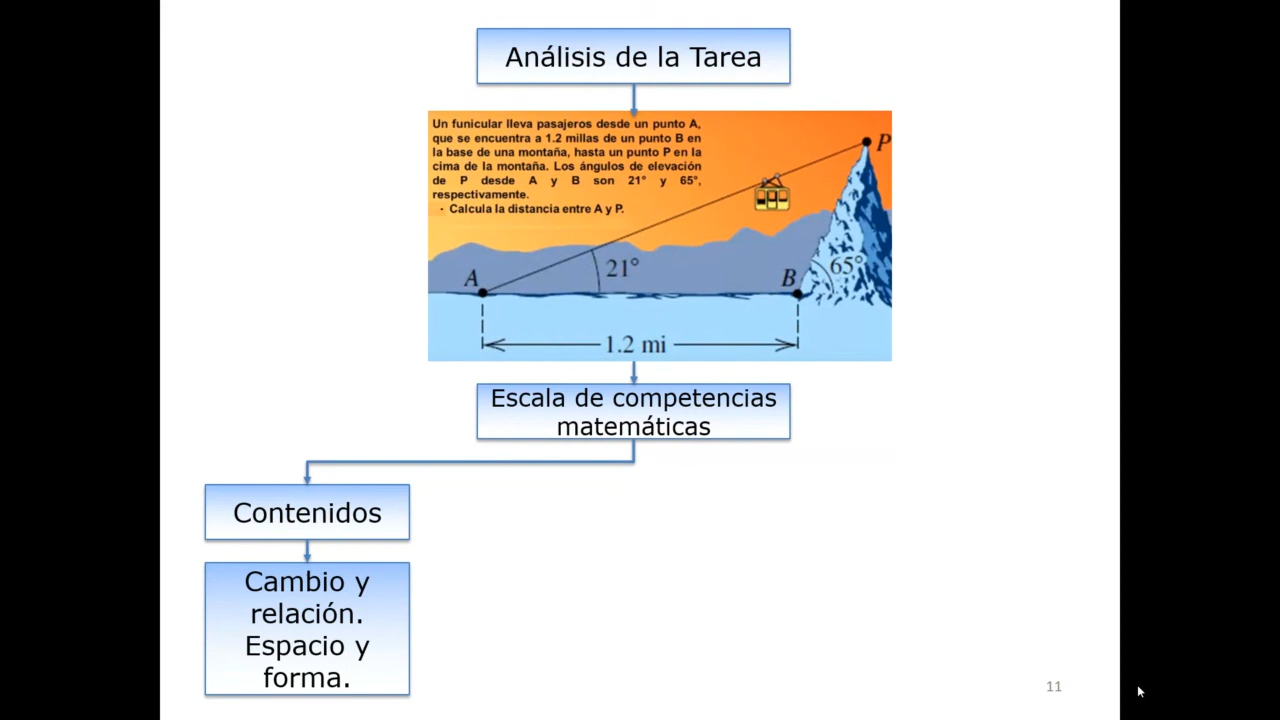 Análisis de la Tarea
Un funicular lleva pasajeros desde un punto A,
que se encuentra a 1.2 millas de un punto B en
la base de una montaña, hasta un punto P en la
cima de la montaña. Los ángulos de elevación
de P desde A y B son 21° y 65°,
respectivamente.
· Calcula la distancia entre A y P.
P
A
21°
B
65°
1.2 mi
Escala de competencias
matemáticas
Contenidos
Cambio y
relación.
Espacio y
forma.
11